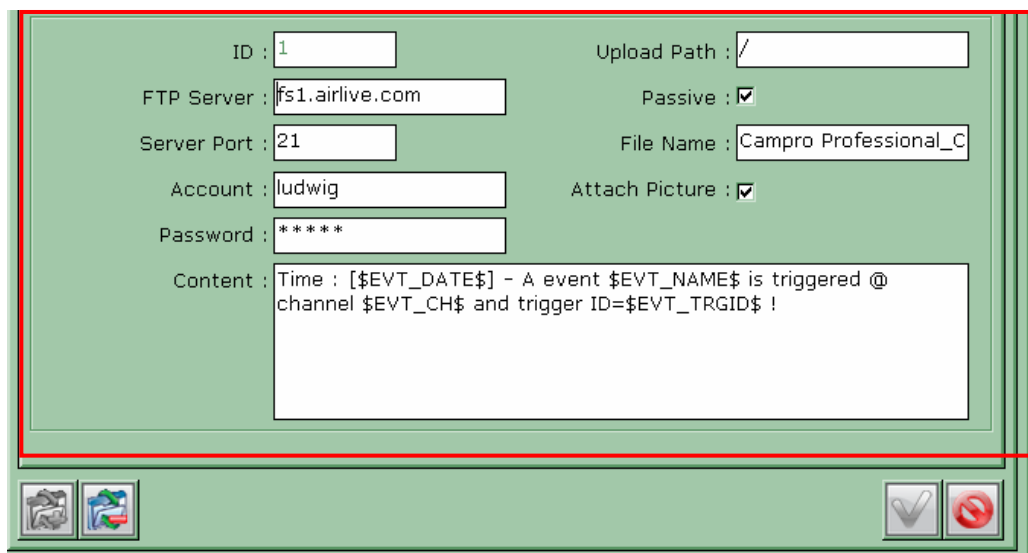 ID : 1
Upload Path : /
FTP Server : fs1.airlive.com
Passive :
Server Port : 21
File Name : Campro Professional_C
Account : ludwig
Attach Picture :
Password : *****
Content : Time : [$EVT_DATE$] - A event $EVT_NAME$ is triggered @
channel $EVT_CH$ and trigger ID=$EVT_TRGID$ !